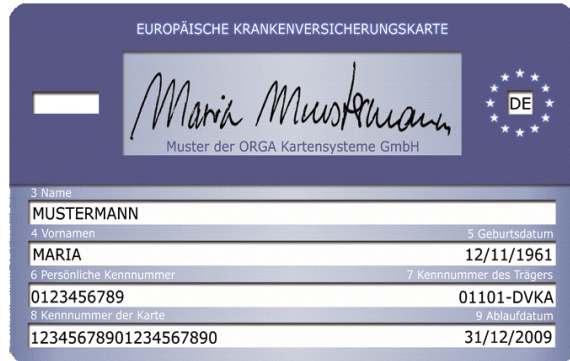 EUROPÄISCHE KRANKENVERSICHERUNGSKARTE
Maria Mustermann
DE
Muster der ORGA Kartensysteme GmbH
3 Name
MUSTERMANN
4 Vornamen 5 Geburtsdatum
MARIA 12/11/1961
6 Persönliche Kennnummer 7 Kennnummer des Trägers
0123456789 01101-DVKA
8 Kennnummer der Karte 9 Ablaufdatum
12345678901234567890 31/12/2009